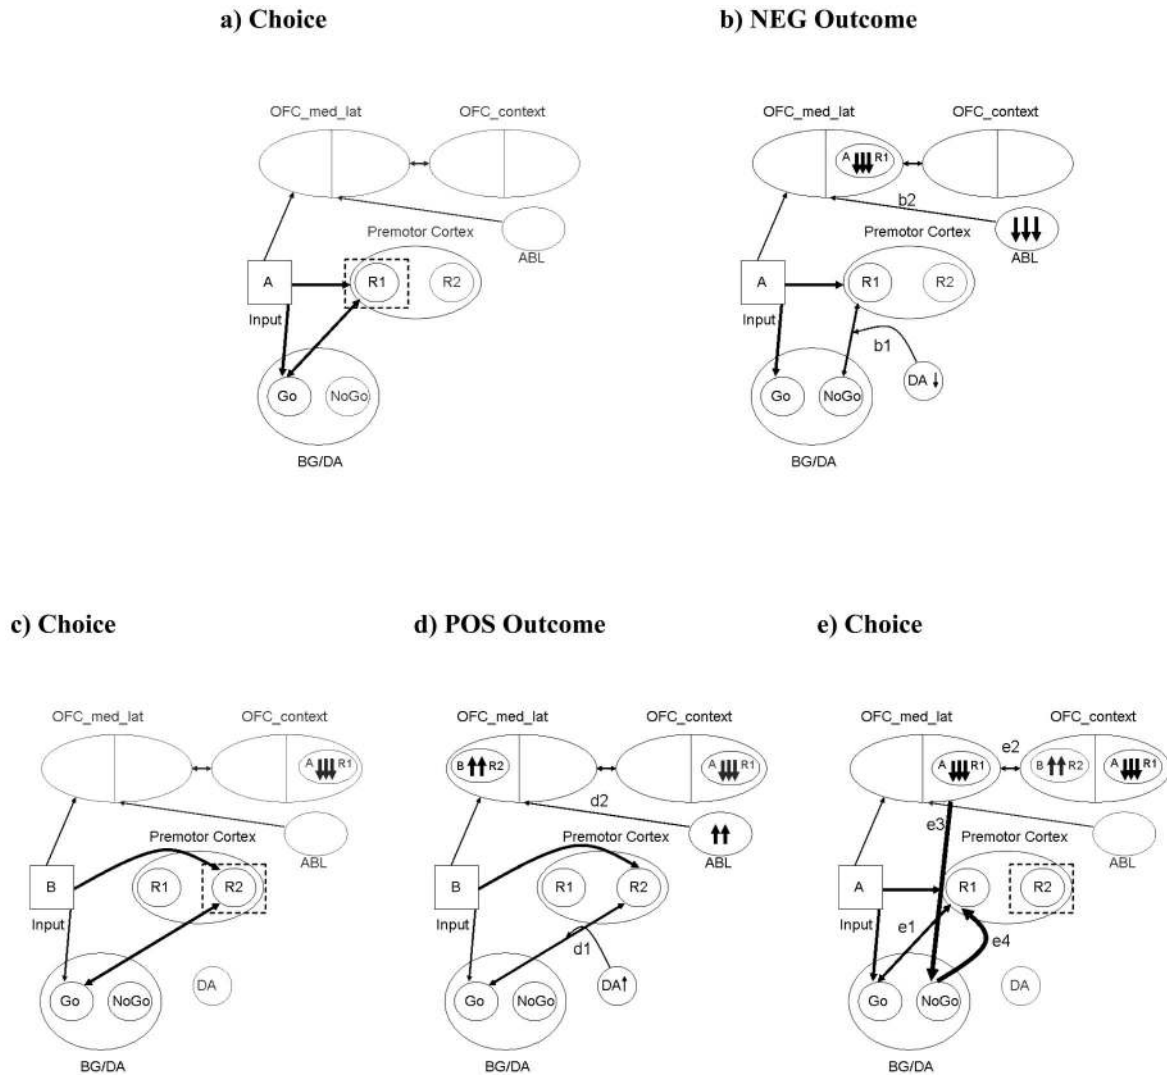 a) Choice
b) NEG Outcome
OFC_med_lat
OFC_context
OFC_med_lat
OFC_context
A R1
b2
Premotor Cortex
ABL
Premotor Cortex
ABL
A
R1
R2
A
R1
R2
Input
Input
b1
Go
NoGo
Go
NoGo
DA
BG/DA
BG/DA
c) Choice
d) POS Outcome
e) Choice
OFC_med_lat
OFC_context
OFC_med_lat
OFC_context
OFC_med_lat
OFC_context
A R1
B R2
A R1
A R1
e2
B R2
A R1
d2
e3
Premotor Cortex
ABL
Premotor Cortex
ABL
Premotor Cortex
ABL
B
R1
R2
B
R1
R2
A
R1
R2
Input
Input
Input
d1
e1
e4
Go
NoGo
DA
Go
NoGo
DA
Go
NoGo
DA
BG/DA
BG/DA
BG/DA